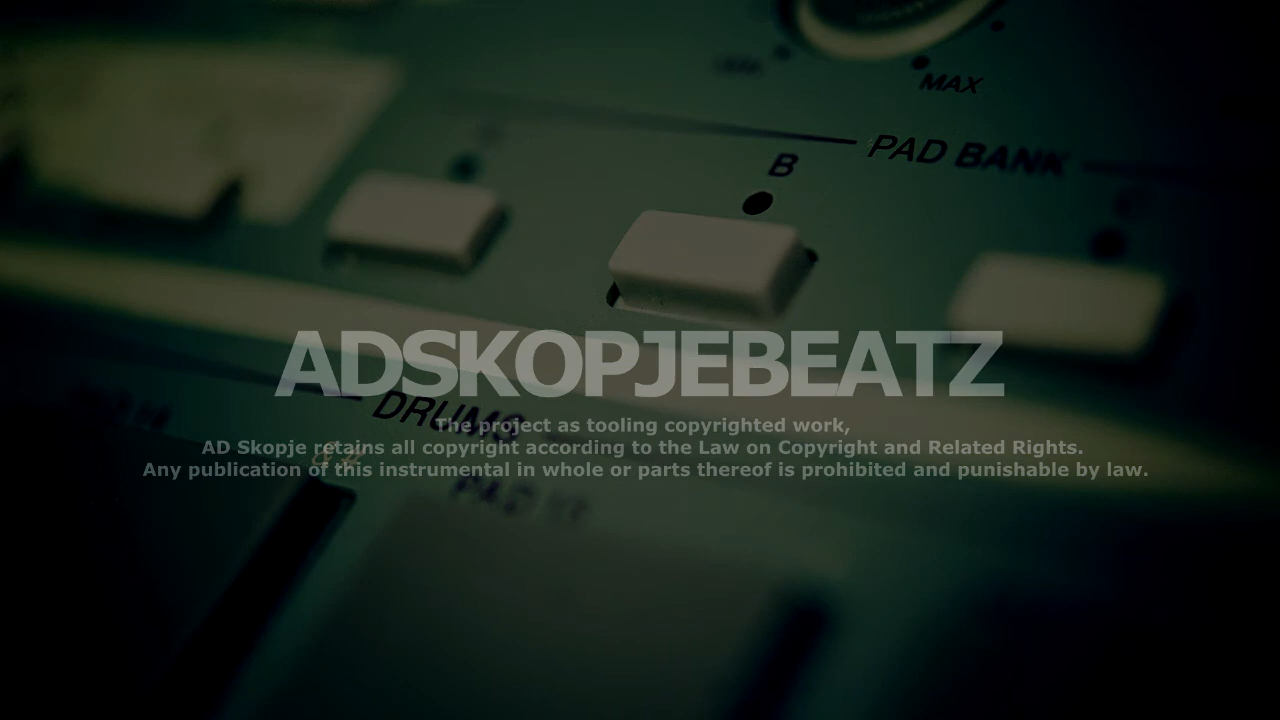 MAX
PAD BANK
B
ADSKOPJEBEATZ
DRUMS
The project as tooling copyrighted work,
AD Skopje retains all copyright according to the Law on Copyright and Related Rights.
Any publication of this instrumental in whole or parts thereof is prohibited and punishable by law.
PAD